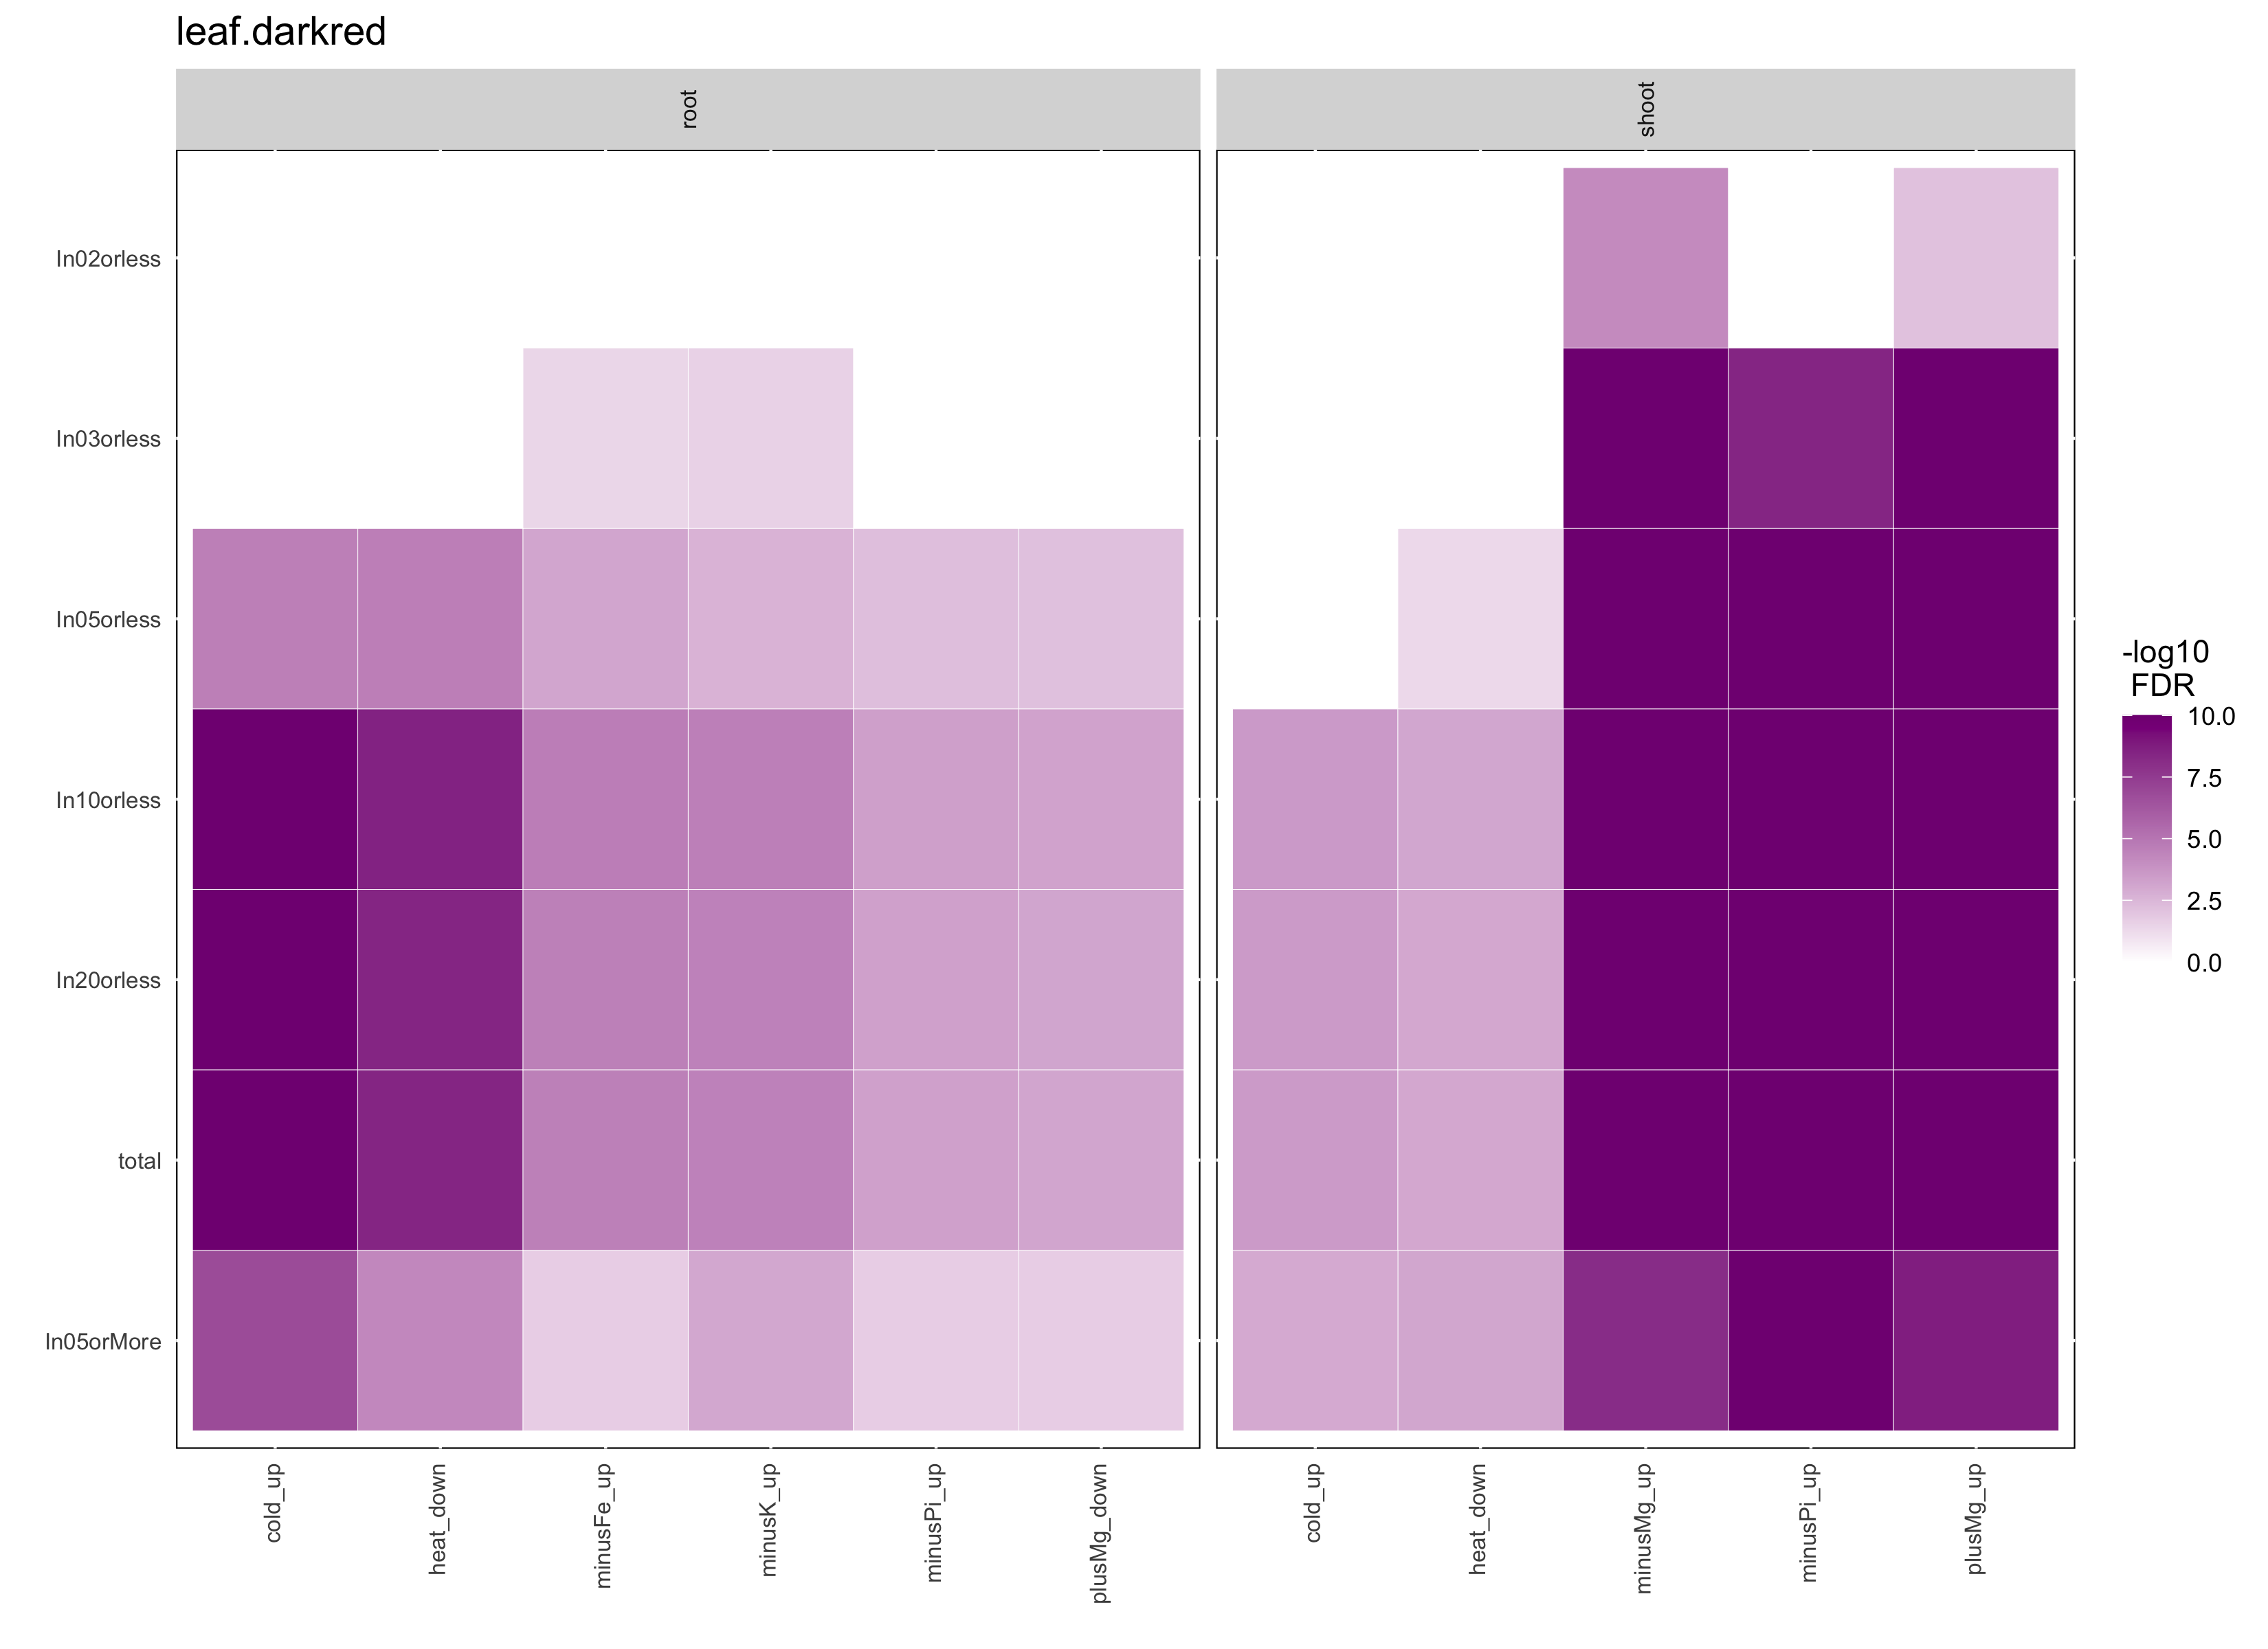 leaf.darkred
root
shoot
In02orless
In03orless
In05orless
In10orless
In20orless
total
In05orMore
cold_up
heat_down
minusFe_up
minusK_up
minusPi_up
plusMg_down
cold_up
heat_down
minusMg_up
minusPi_up
plusMg_up
-log10
FDR
10.0
7.5
5.0
2.5
0.0